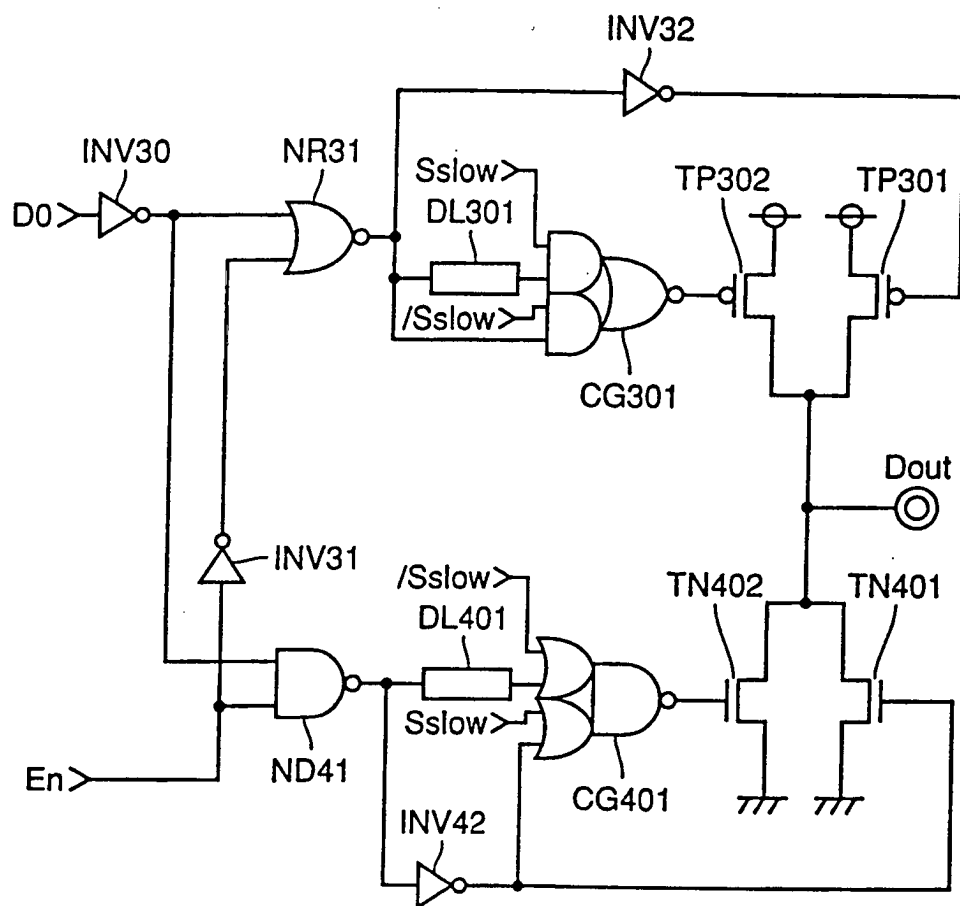 INV32
INV30
NR31
Sslow
TP302
TP301
D0
DL301
/Sslow
CG301
Dout
INV31
/Sslow
TN402
TN401
DL401
Sslow
En
ND41
CG401
INV42